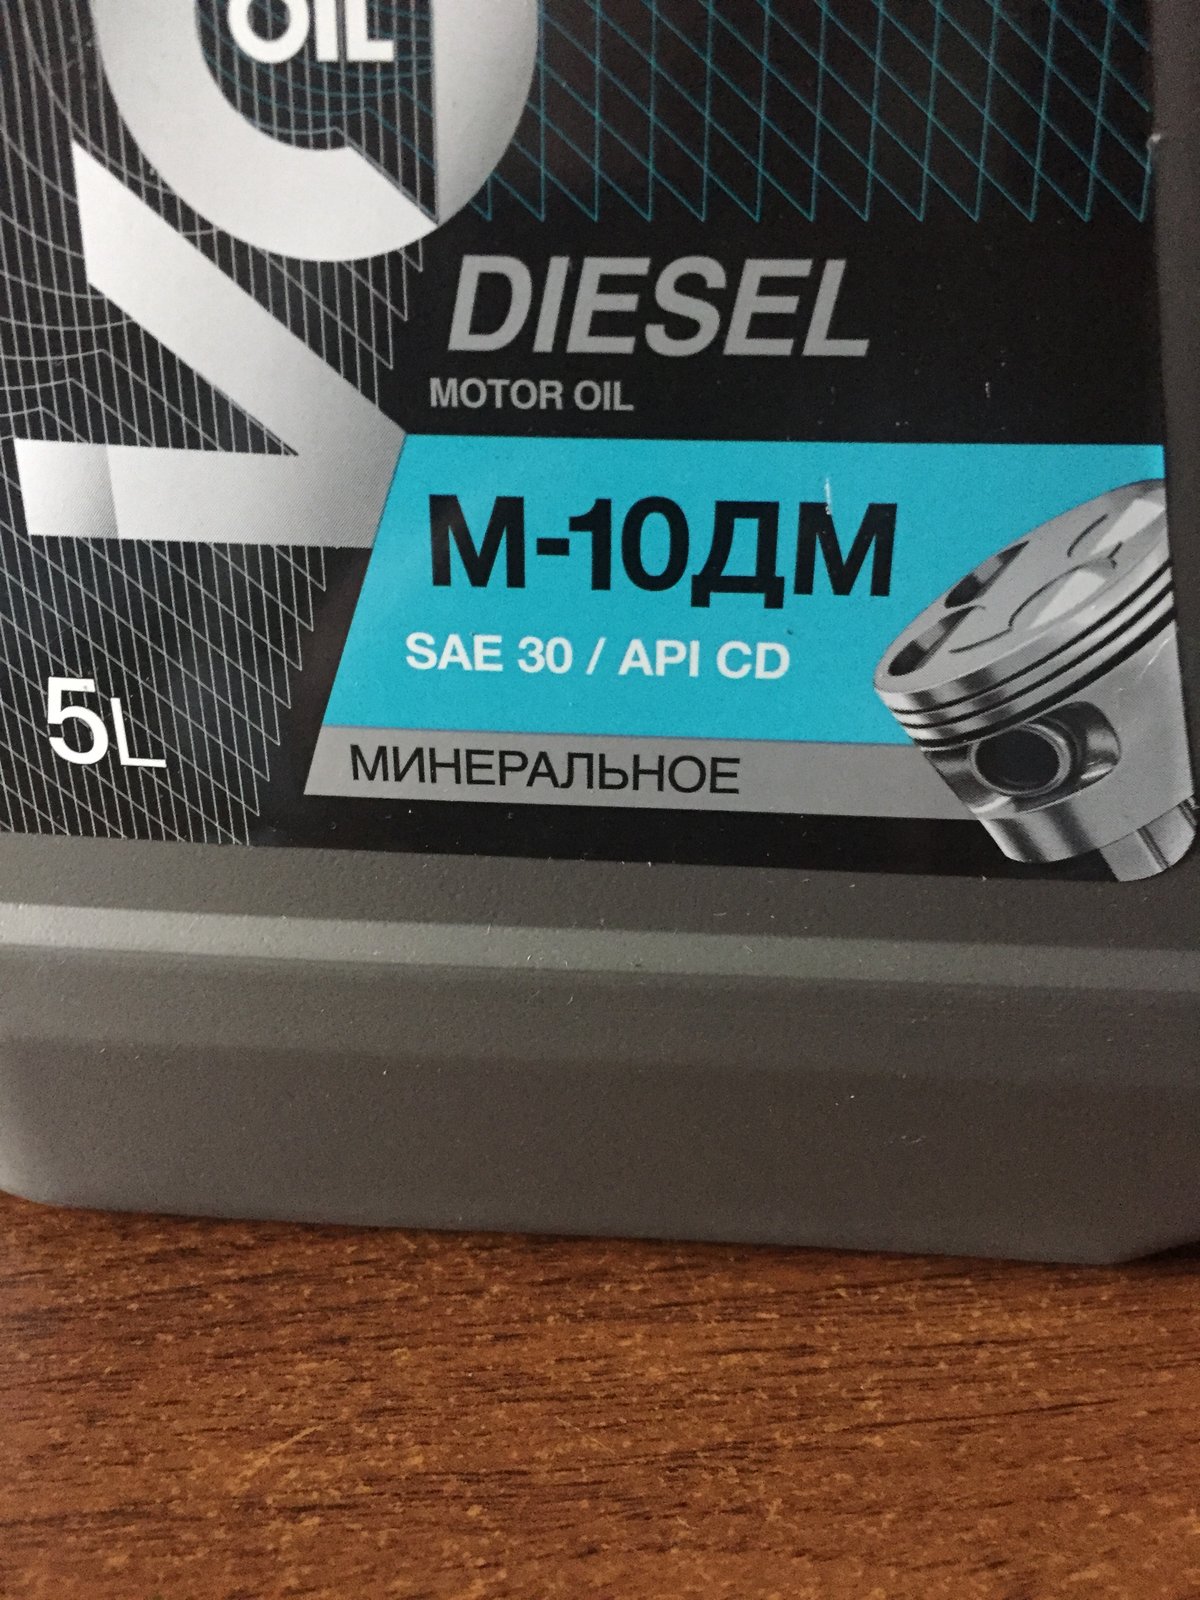 OIL
DIESEL
MOTOR OIL
М-10ДМ
SAE 30 / API CD
МИНЕРАЛЬНОЕ
5L